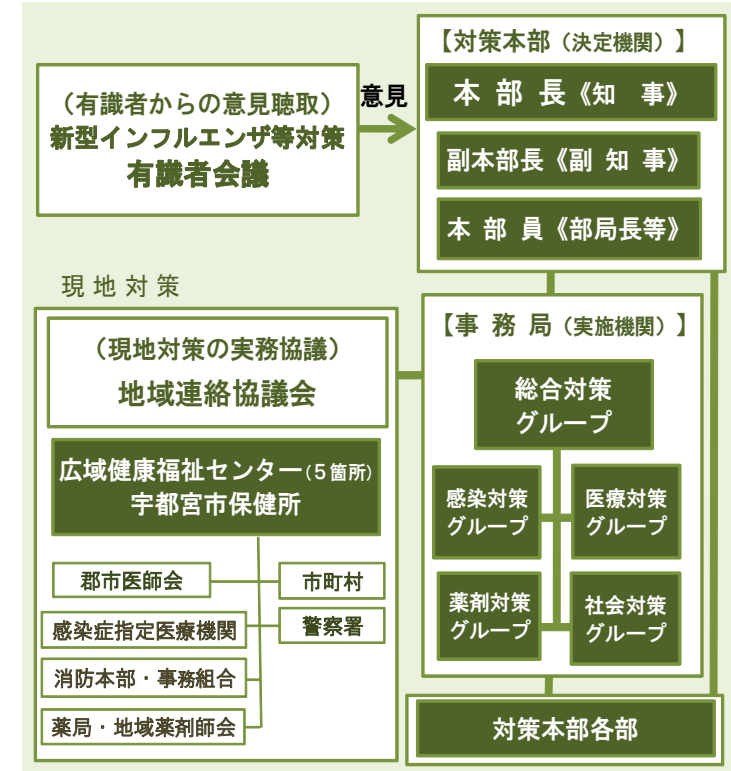 (有識者からの意見聴取)
新型インフルエンザ等対策
有識者会議
意見
【対策本部(決定機関)】
本部長《知　事》
副本部長《副知事》
本部員《部局長等》
現地対策
(現地対策の実務協議)
地域連絡協議会
広域健康福祉センター(5箇所)
宇都宮市保健所
郡市医師会
市町村
感染症指定医療機関
警察署
消防本部・事務組合
薬局・地域薬剤師会
【事務局(実施機関)】
総合対策
グループ
感染対策
グループ
医療対策
グループ
薬剤対策
グループ
社会対策
グループ
対策本部各部